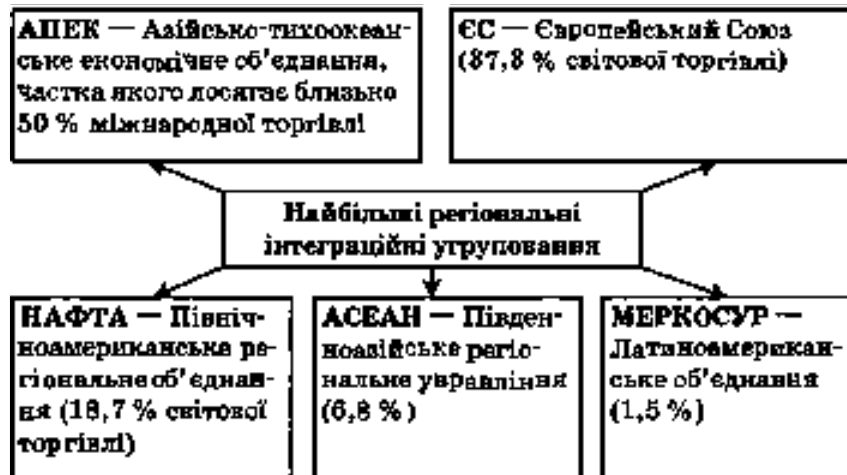 АПЕК — Азійсько-тихоокеан-
ське економічне об'єднання,
частка якого досягає близько
50 % міжнародної торгівлі
ЄС — Європейський Союз
(37,8 % світової торгівлі)
Найбільші регіональні
інтеграційні угруповання
НАФТА — Північ-
ноамериканське ре-
гіональне об'єднан-
ня (18,7 % світової
торгівлі)
АСЕАН — Півден-
ноазійське регіо-
нальне управління
(6,8 %)
МЕРКОСУР —
Латиноамерикан-
ське об'єднання
(1,5 %)